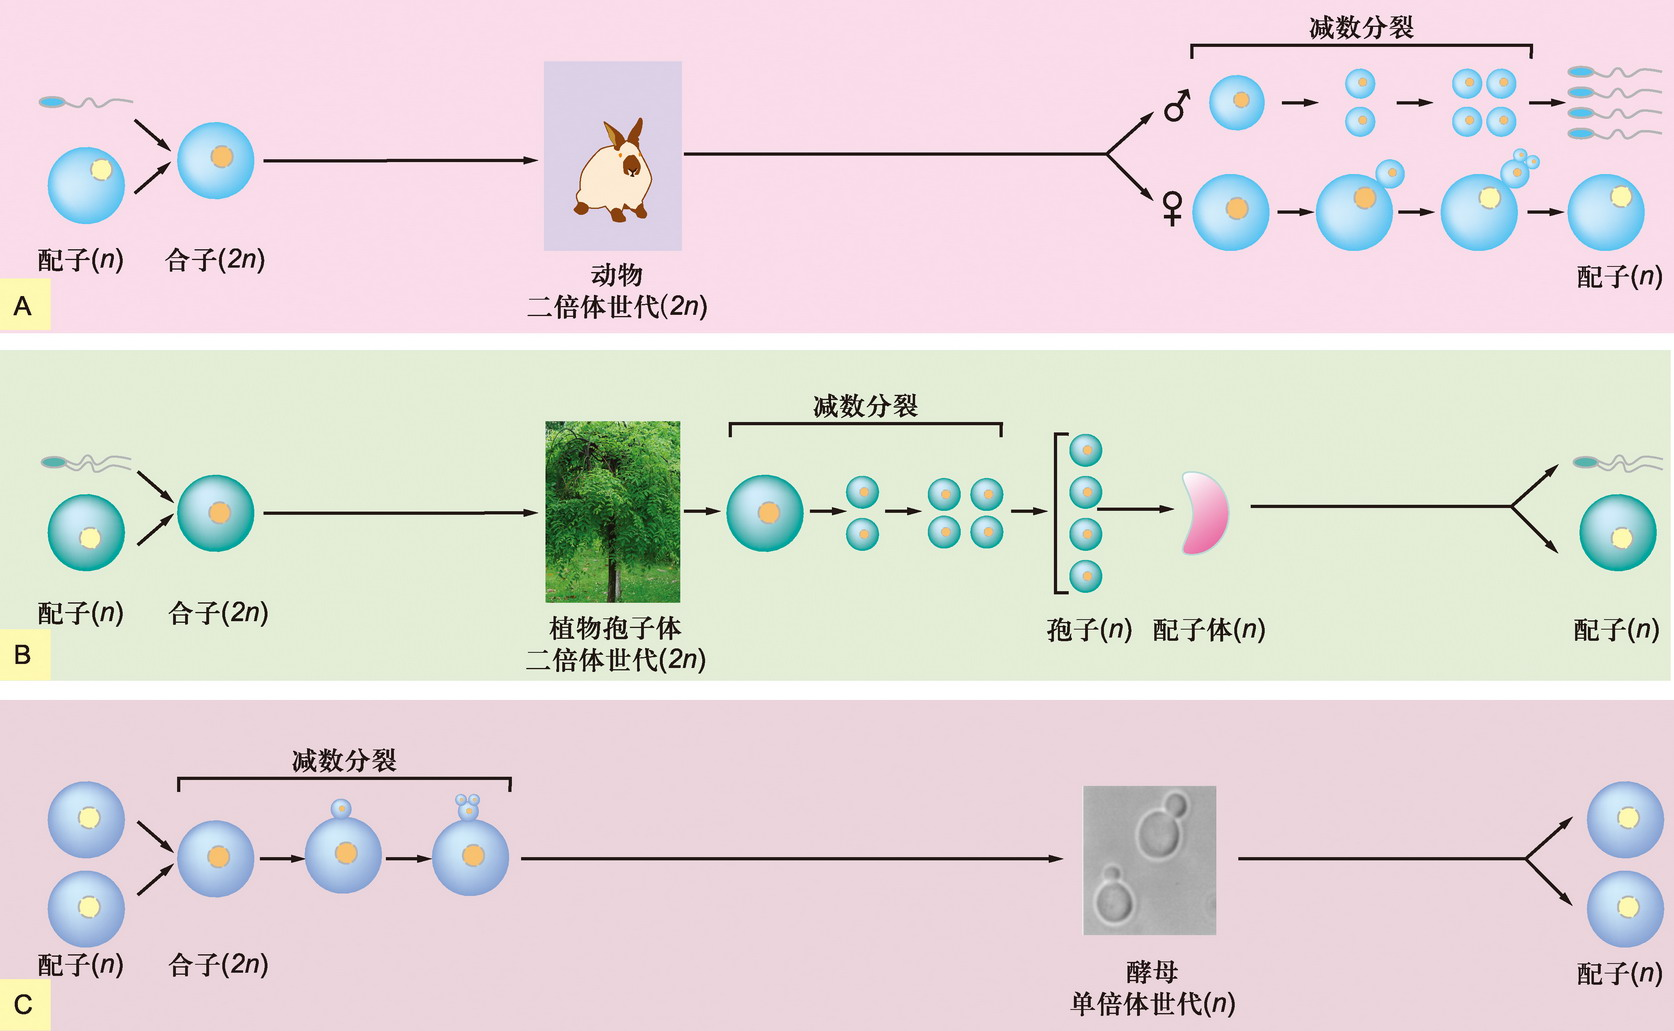 减数分裂
♂
♀
配子(n)
合子(2n)
动物
二倍体世代(2n)
配子(n)
A
减数分裂
配子(n)
合子(2n)
植物孢子体
二倍体世代(2n)
孢子(n)
配子体(n)
配子(n)
B
减数分裂
配子(n)
合子(2n)
酵母
单倍体世代(n)
配子(n)
C